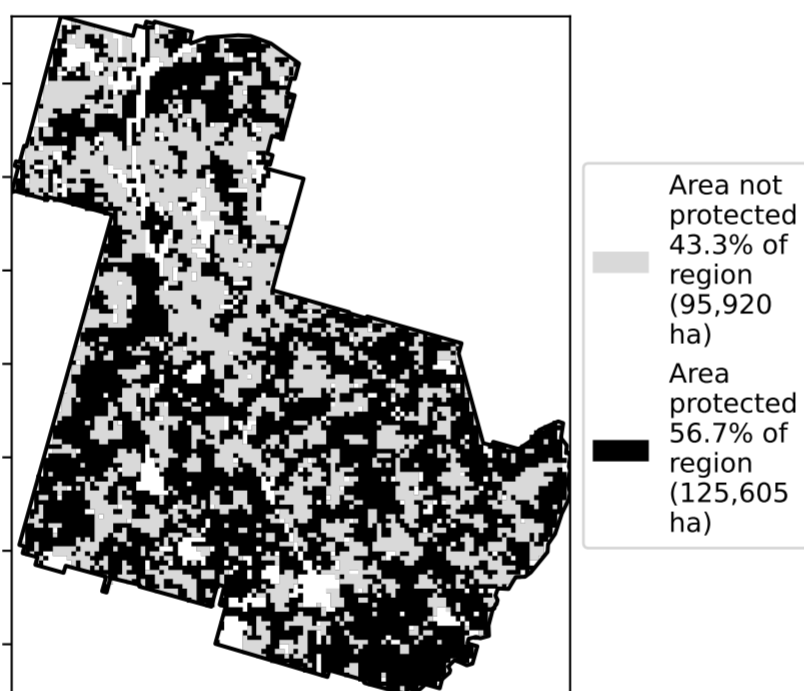 Area not
protected
43.3% of
region
(95,920
ha)
Area
protected
56.7% of
region
(125,605
ha)